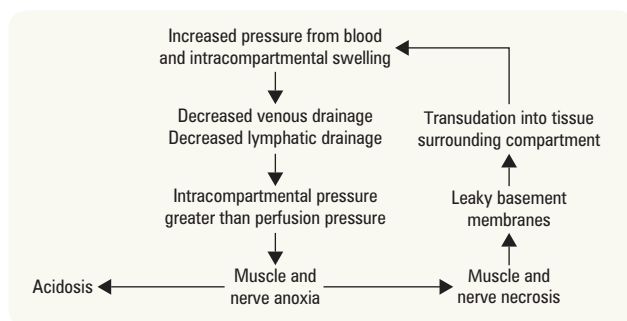 Increased pressure from blood
and intracompartmental swelling
Decreased venous drainage
Decreased lymphatic drainage
Transudation into tissue
surrounding compartment
Intracompartmental pressure
greater than perfusion pressure
Leaky basement
membranes
Acidosis
Muscle and
nerve anoxia
Muscle and
nerve necrosis